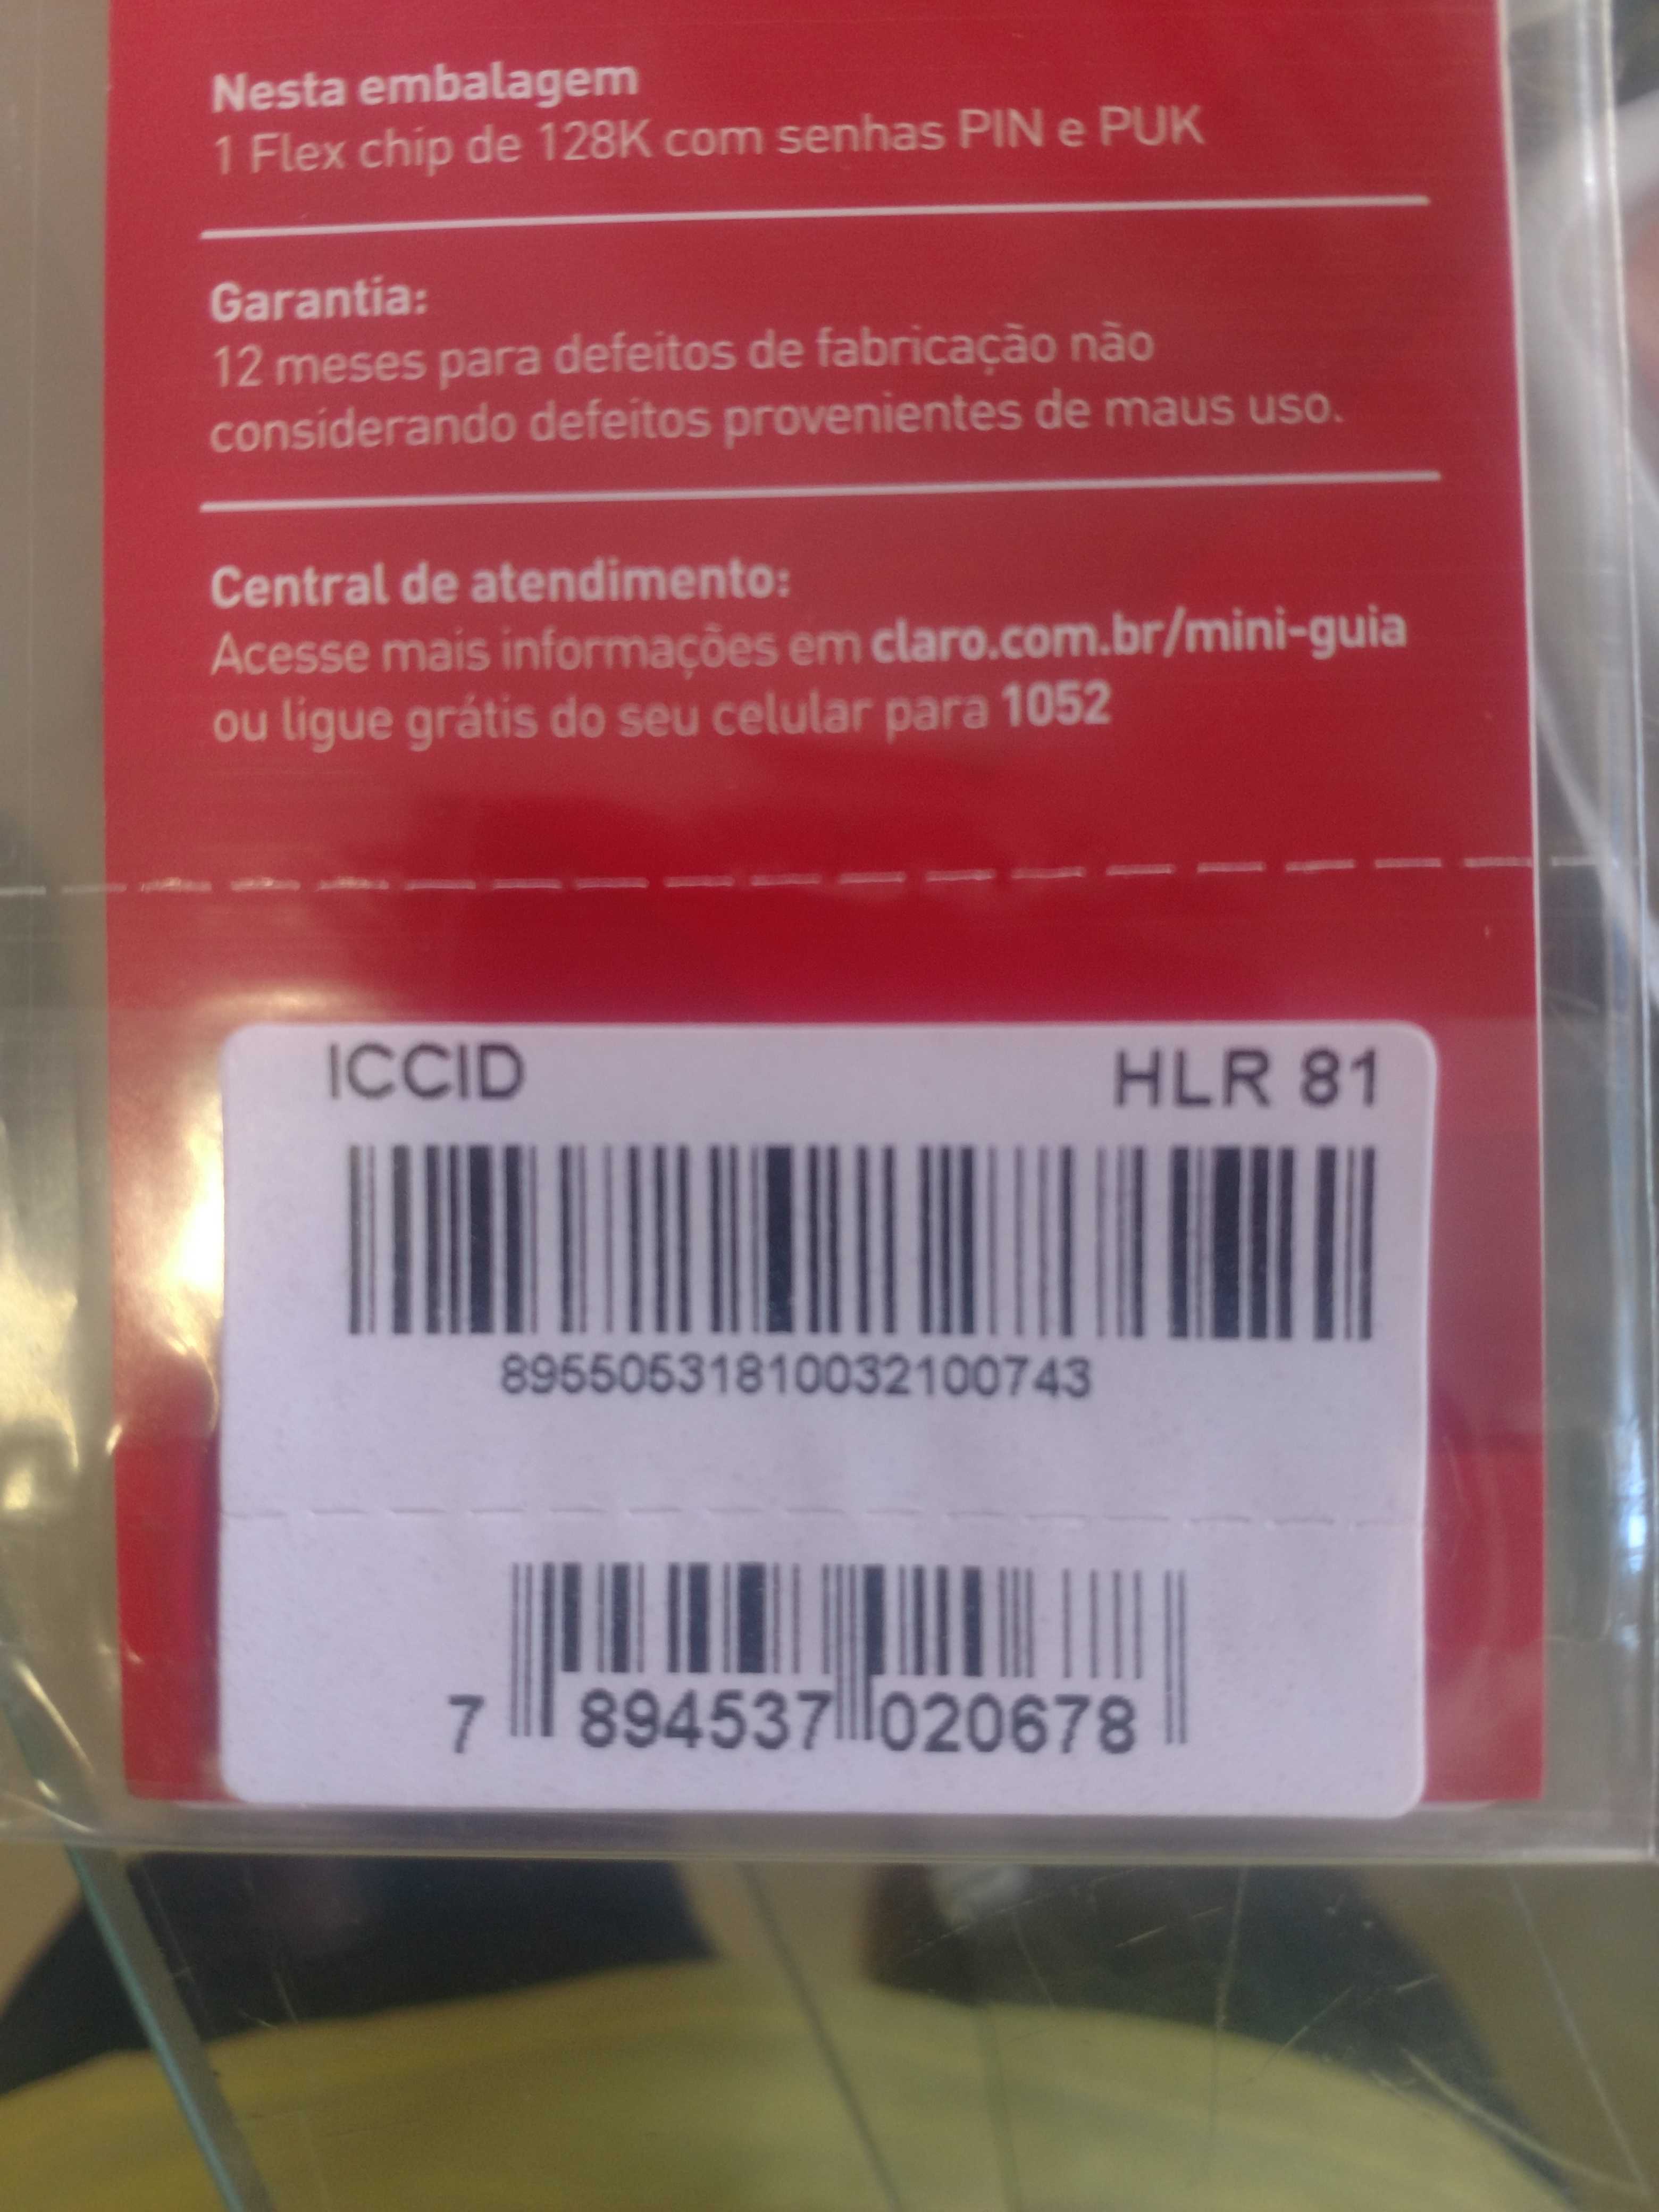 Nesta embalagem
1 Flex chip de 128K com senhas PIN e PUK
Garantia:
12 meses para defeitos de fabricação não
considerando defeitos provenientes de maus uso.
Central de atendimento:
Acesse mais informações em claro.com.br/mini-guia
ou ligue grátis do seu celular para 1052
ICCID HLR 81
89550531810032100743
7 894537 020678